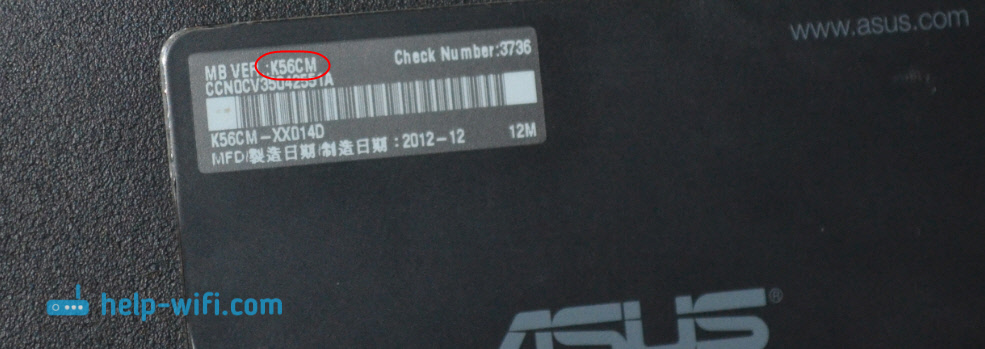 MB VER.:K56CM Check Number:3736
CCN0CV35042551A
K56CM-XX014D
MFD/製造日期/制造日期:2012-12 12M
www.asus.com
help-wifi.com
ASUS®